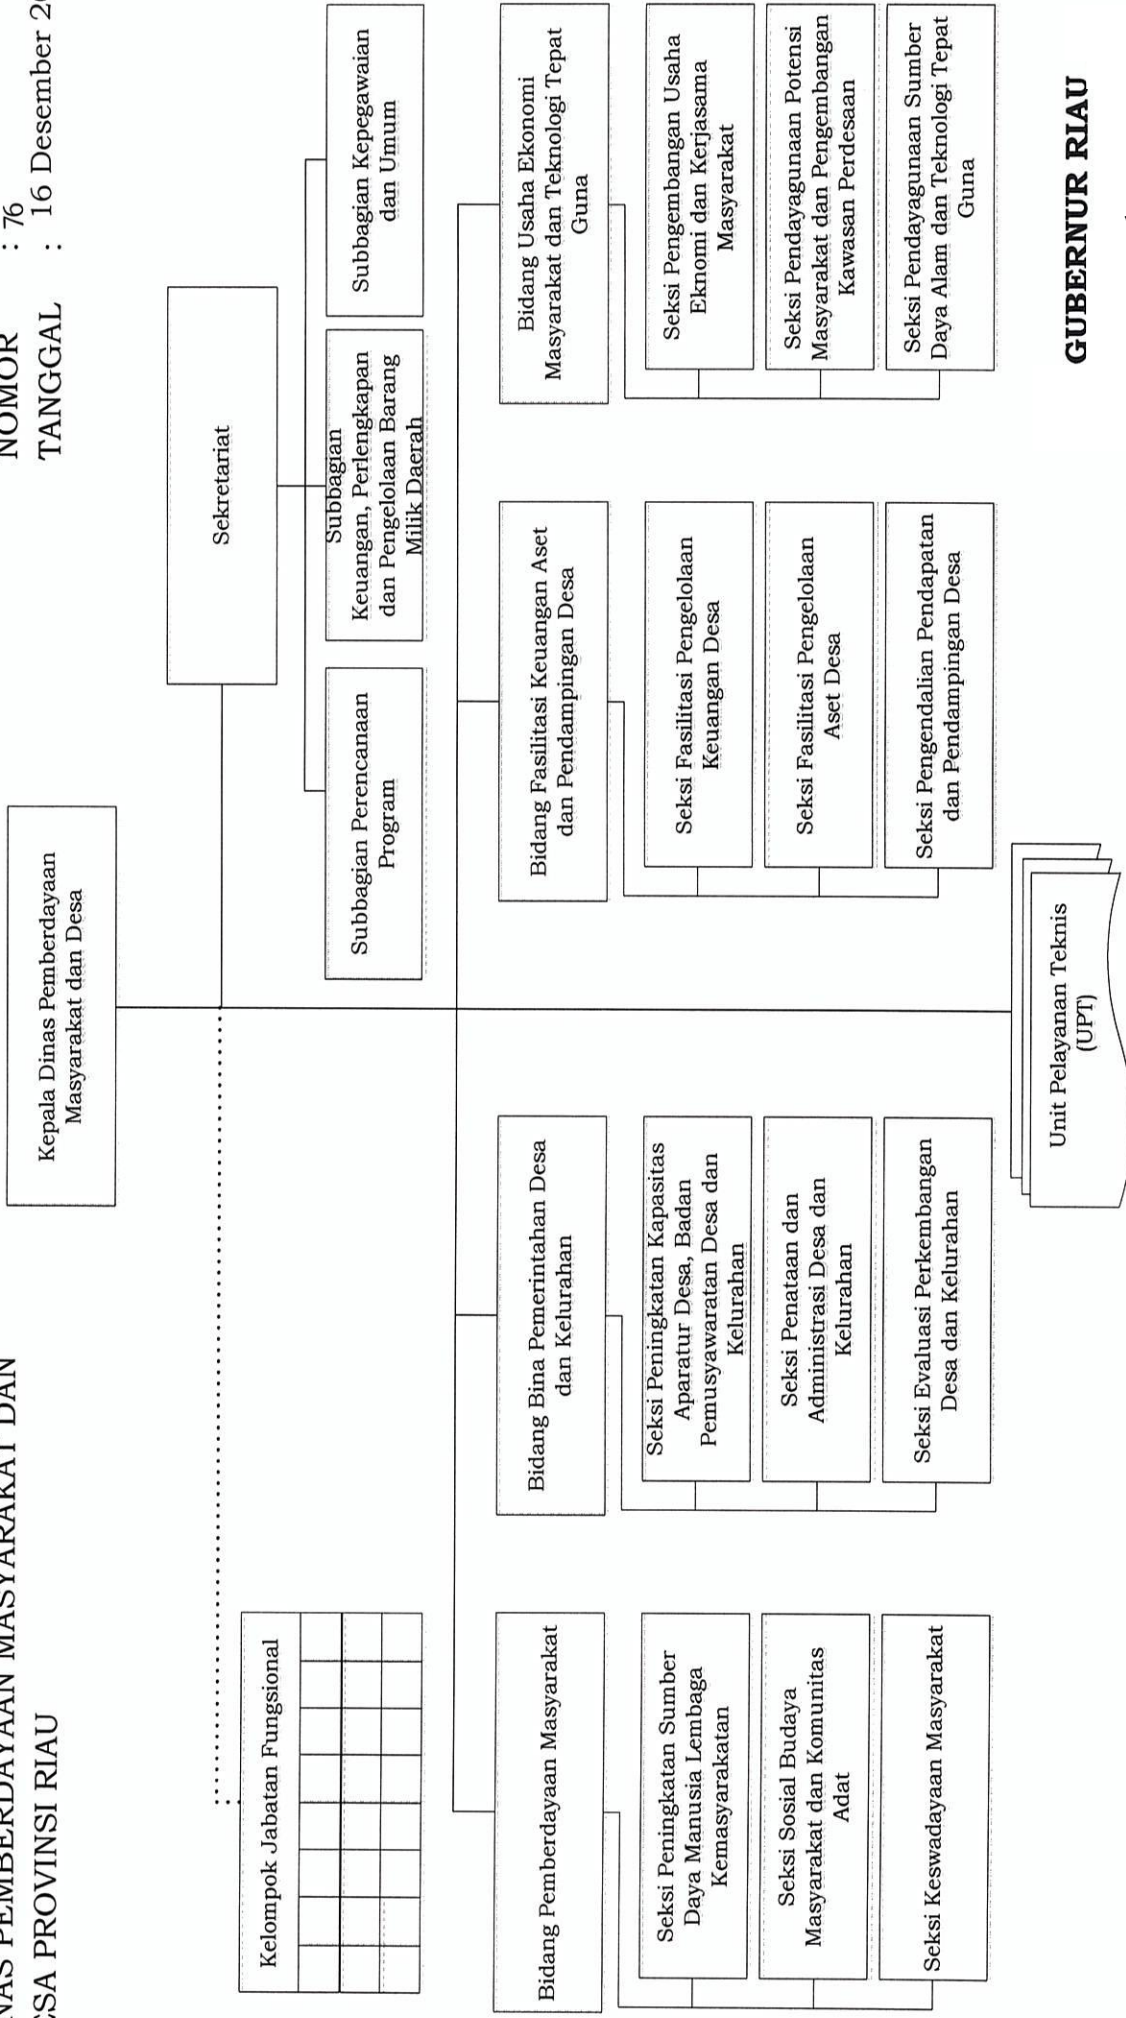 NAS PEMBERDAYAAN MASYARAKAT DAN
SA PROVINSI RIAU
NOMOR : 76
TANGGAL : 16 Desember 20
Kepala Dinas Pemberdayaan
Masyarakat dan Desa
Sekretariat
Kelompok Jabatan Fungsional
Subbagian Perencanaan
Program
Subbagian
Keuangan, Perlengkapan
dan Pengelolaan Barang
Milik Daerah
Subbagian Kepegawaian
dan Umum
Bidang Pemberdayaan Masyarakat
Seksi Peningkatan Sumber
Daya Manusia Lembaga
Kemasyarakatan
Seksi Sosial Budaya
Masyarakat dan Komunitas
Adat
Seksi Keswadayaan Masyarakat
Bidang Bina Pemerintahan Desa
dan Kelurahan
Seksi Peningkatan Kapasitas
Aparatur Desa, Badan
Pemusyawaratan Desa dan
Kelurahan
Seksi Penataan dan
Administrasi Desa dan
Kelurahan
Seksi Evaluasi Perkembangan
Desa dan Kelurahan
Bidang Fasilitasi Keuangan Aset
dan Pendampingan Desa
Seksi Fasilitasi Pengelolaan
Keuangan Desa
Seksi Fasilitasi Pengelolaan
Aset Desa
Seksi Pengendalian Pendapatan
dan Pendampingan Desa
Bidang Usaha Ekonomi
Masyarakat dan Teknologi Tepat
Guna
Seksi Pengembangan Usaha
Eknomi dan Kerjasama
Masyarakat
Seksi Pendayagunaan Potensi
Masyarakat dan Pengembangan
Kawasan Perdesaan
Seksi Pendayagunaan Sumber
Daya Alam dan Teknologi Tepat
Guna
Unit Pelayanan Teknis
(UPT)
GUBERNUR RIAU